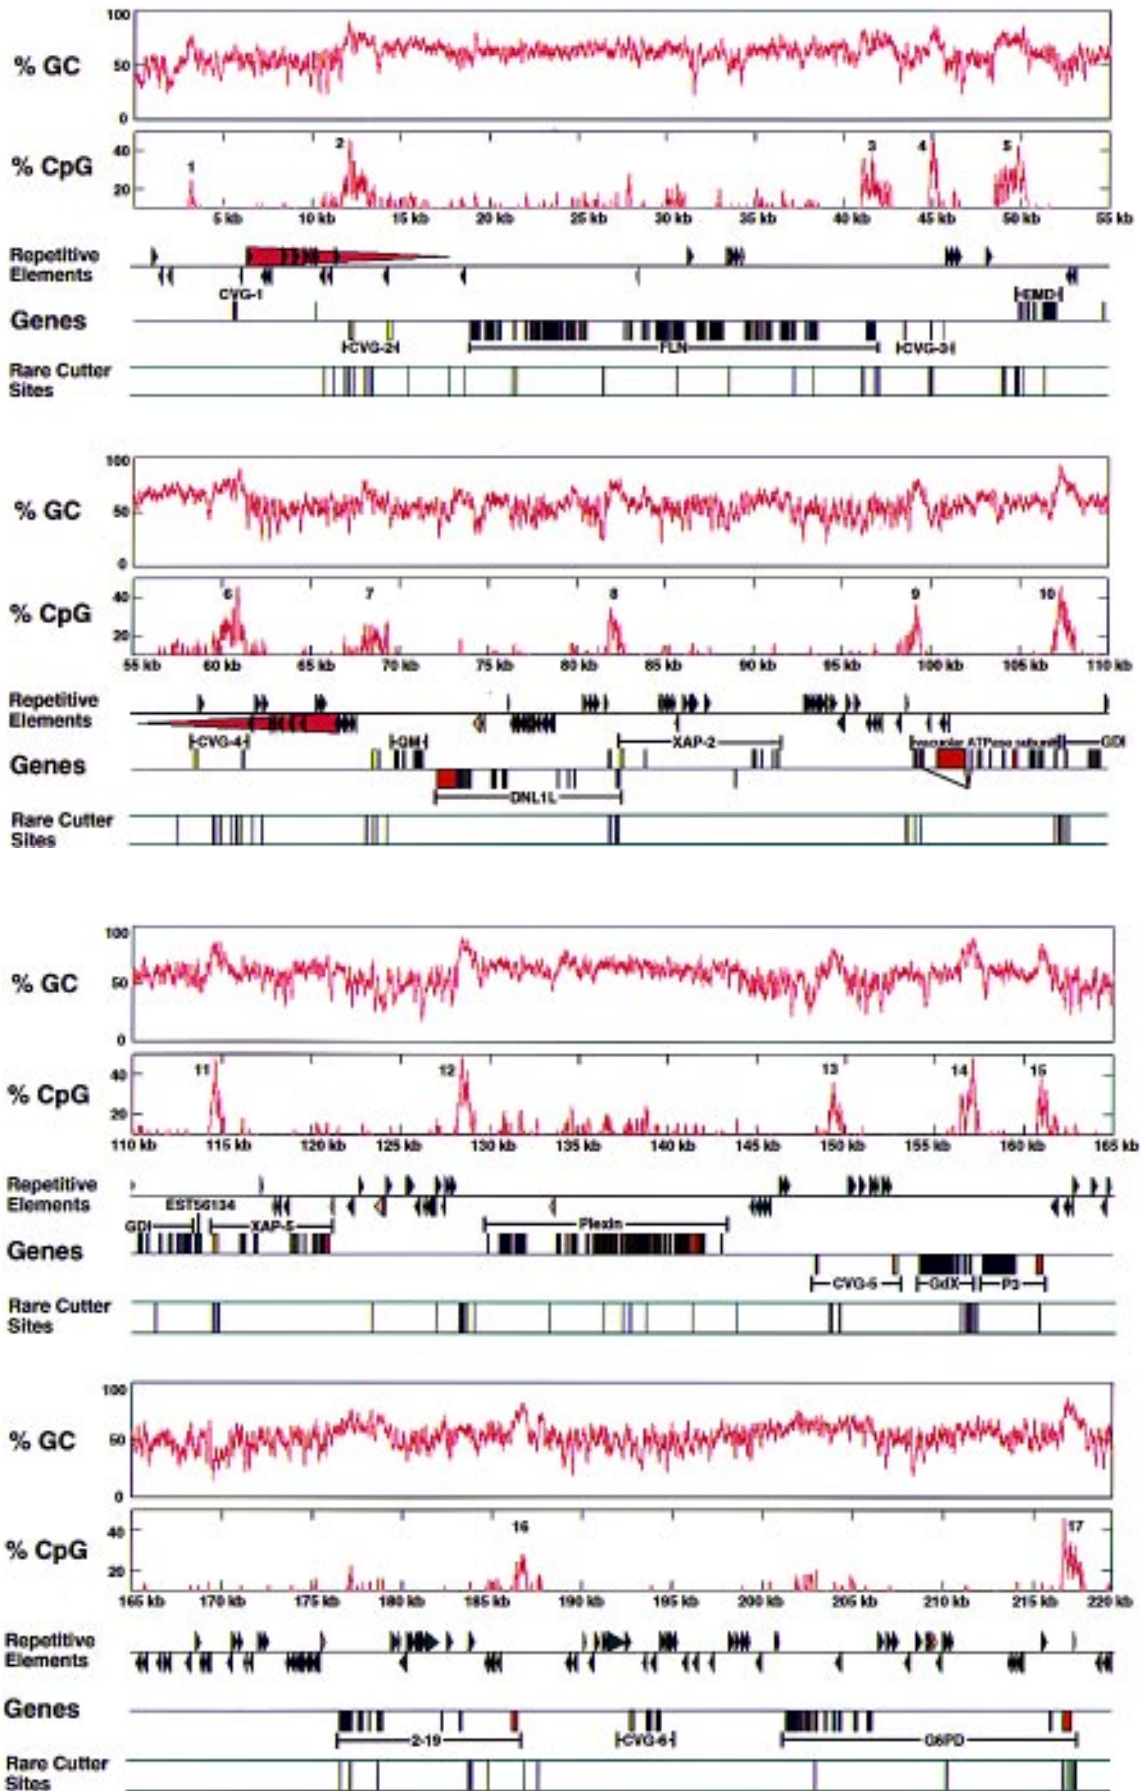 100
% GC
50
0
% CpG
40
20
1
2
3
4
5
5 kb
10 kb
15 kb
20 kb
25 kb
30 kb
35 kb
40 kb
45 kb
50 kb
55 kb
Repetitive
Elements
CVG-1
EMD
Genes
CVG-2
FLN
CVG-3
Rare Cutter
Sites
100
% GC
50
0
% CpG
40
20
6
7
8
9
10
55 kb
60 kb
65 kb
70 kb
75 kb
80 kb
85 kb
90 kb
95 kb
100 kb
105 kb
110 kb
Repetitive
Elements
CVG-4
QM
XAP-2
vacuolar ATPase subunit
GDI
Genes
DNL1L
Rare Cutter
Sites
100
% GC
50
0
% CpG
40
20
11
12
13
14
15
110 kb
115 kb
120 kb
125 kb
130 kb
135 kb
140 kb
145 kb
150 kb
155 kb
160 kb
165 kb
Repetitive
Elements
EST56134
GDI
XAP-5
Plexin
Genes
CVG-5
GdX
P3
Rare Cutter
Sites
100
% GC
50
0
% CpG
40
20
16
17
165 kb
170 kb
175 kb
180 kb
185 kb
190 kb
195 kb
200 kb
205 kb
210 kb
215 kb
220 kb
Repetitive
Elements
Genes
2-19
CVG-6
G6PD
Rare Cutter
Sites